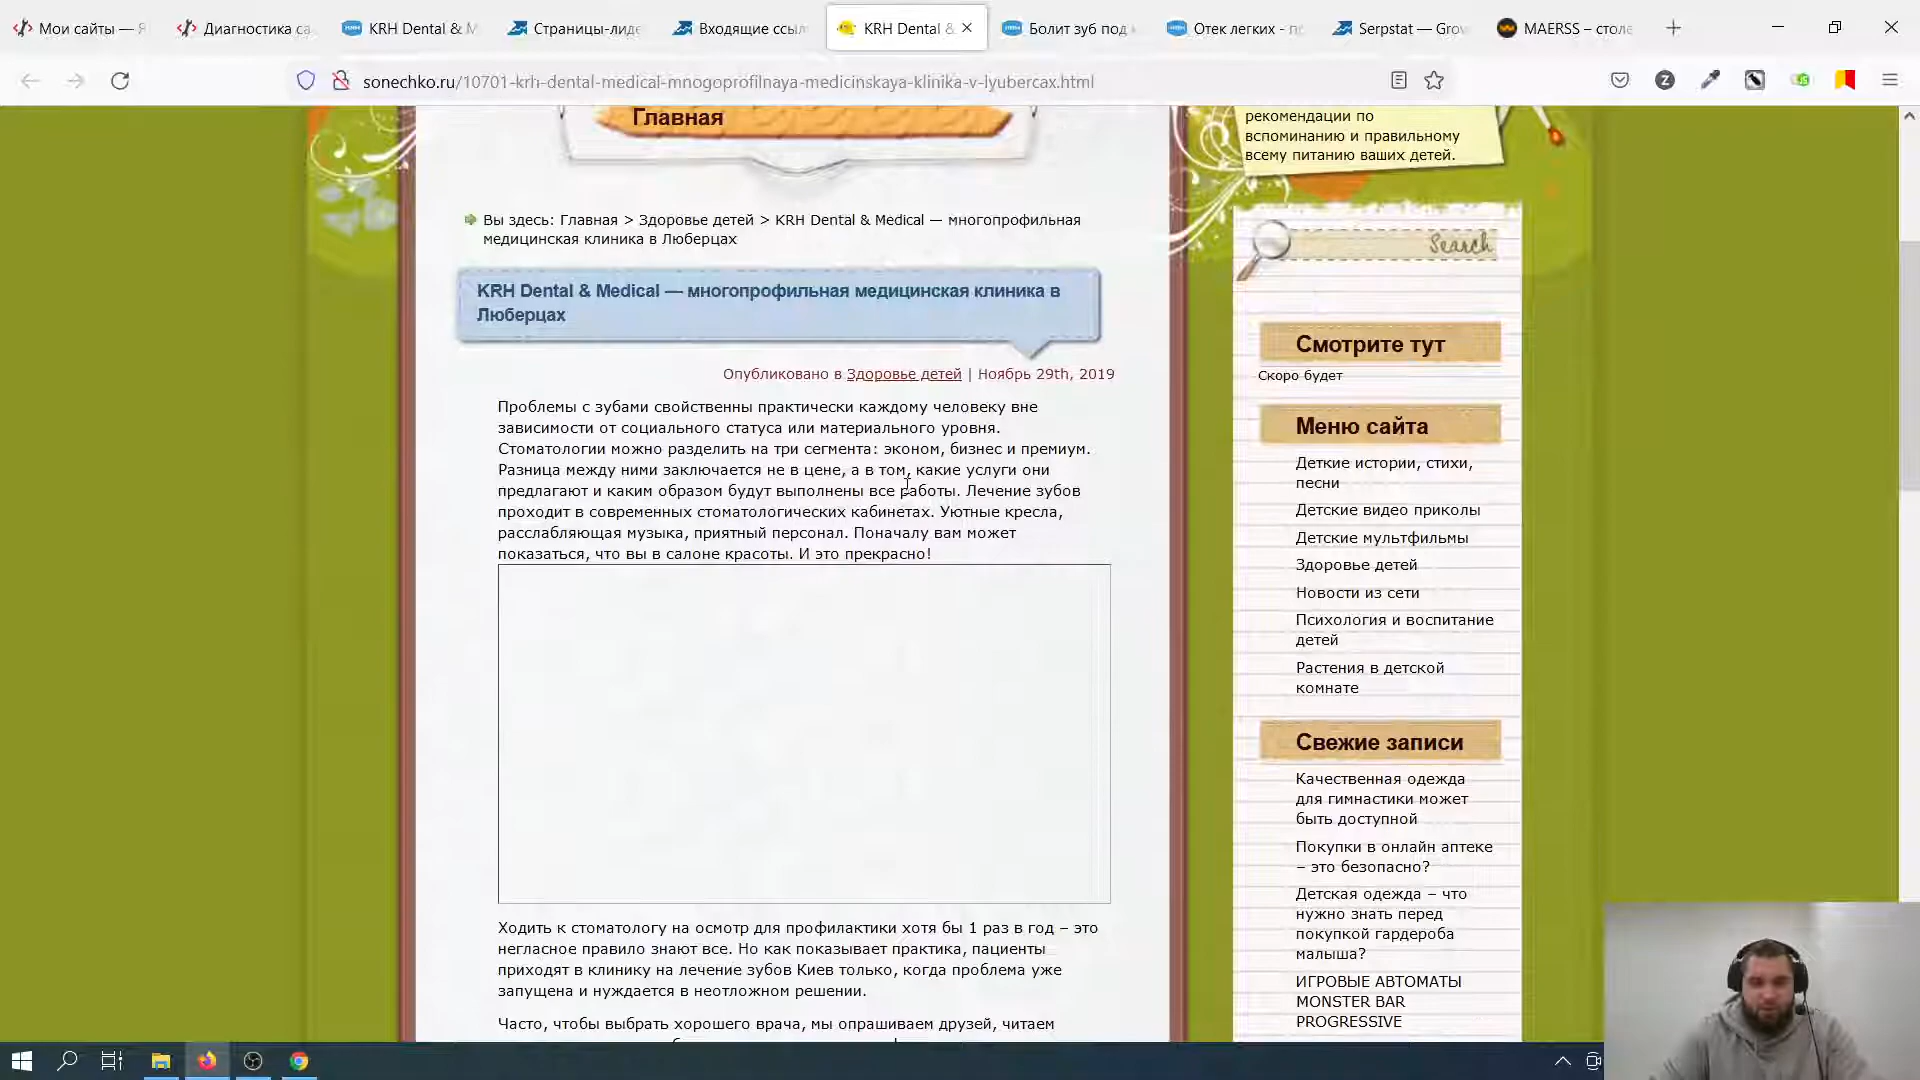 Мои сайты — Я
Диагностика са
KRH Dental & M
Страницы-лиде
Входящие ссыл
KRH Dental &
Болит зуб под
Отек легких - п
Serpstat — Grow
MAERSS – столе
sonechko.ru/10701-krh-dental-medical-mnogoprofilnaya-medicinskaya-klinika-v-lyubercax.html
Главная
рекомендации по
вспоминанию и правильному
всему питанию ваших детей.
Вы здесь: Главная > Здоровье детей > KRH Dental & Medical — многопрофильная
медицинская клиника в Люберцах
KRH Dental & Medical — многопрофильная медицинская клиника в
Люберцах
Опубликовано в Здоровье детей | Ноябрь 29th, 2019
Проблемы с зубами свойственны практически каждому человеку вне
зависимости от социального статуса или материального уровня.
Стоматологии можно разделить на три сегмента: эконом, бизнес и премиум.
Разница между ними заключается не в цене, а в том, какие услуги они
предлагают и каким образом будут выполнены все работы. Лечение зубов
проходит в современных стоматологических кабинетах. Уютные кресла,
расслабляющая музыка, приятный персонал. Поначалу вам может
показаться, что вы в салоне красоты. И это прекрасно!
Ходить к стоматологу на осмотр для профилактики хотя бы 1 раз в год – это
негласное правило знают все. Но как показывает практика, пациенты
приходят в клинику на лечение зубов Киев только, когда проблема уже
запущена и нуждается в неотложном решении.
Часто, чтобы выбрать хорошего врача, мы опрашиваем друзей, читаем
Search
Смотрите тут
Скоро будет
Меню сайта
Деткие истории, стихи,
песни
Детские видео приколы
Детские мультфильмы
Здоровье детей
Новости из сети
Психология и воспитание
детей
Растения в детской
комнате
Свежие записи
Качественная одежда
для гимнастики может
быть доступной
Покупки в онлайн аптеке
– это безопасно?
Детская одежда – что
нужно знать перед
покупкой гардероба
малыша?
ИГРОВЫЕ АВТОМАТЫ
MONSTER BAR
PROGRESSIVE